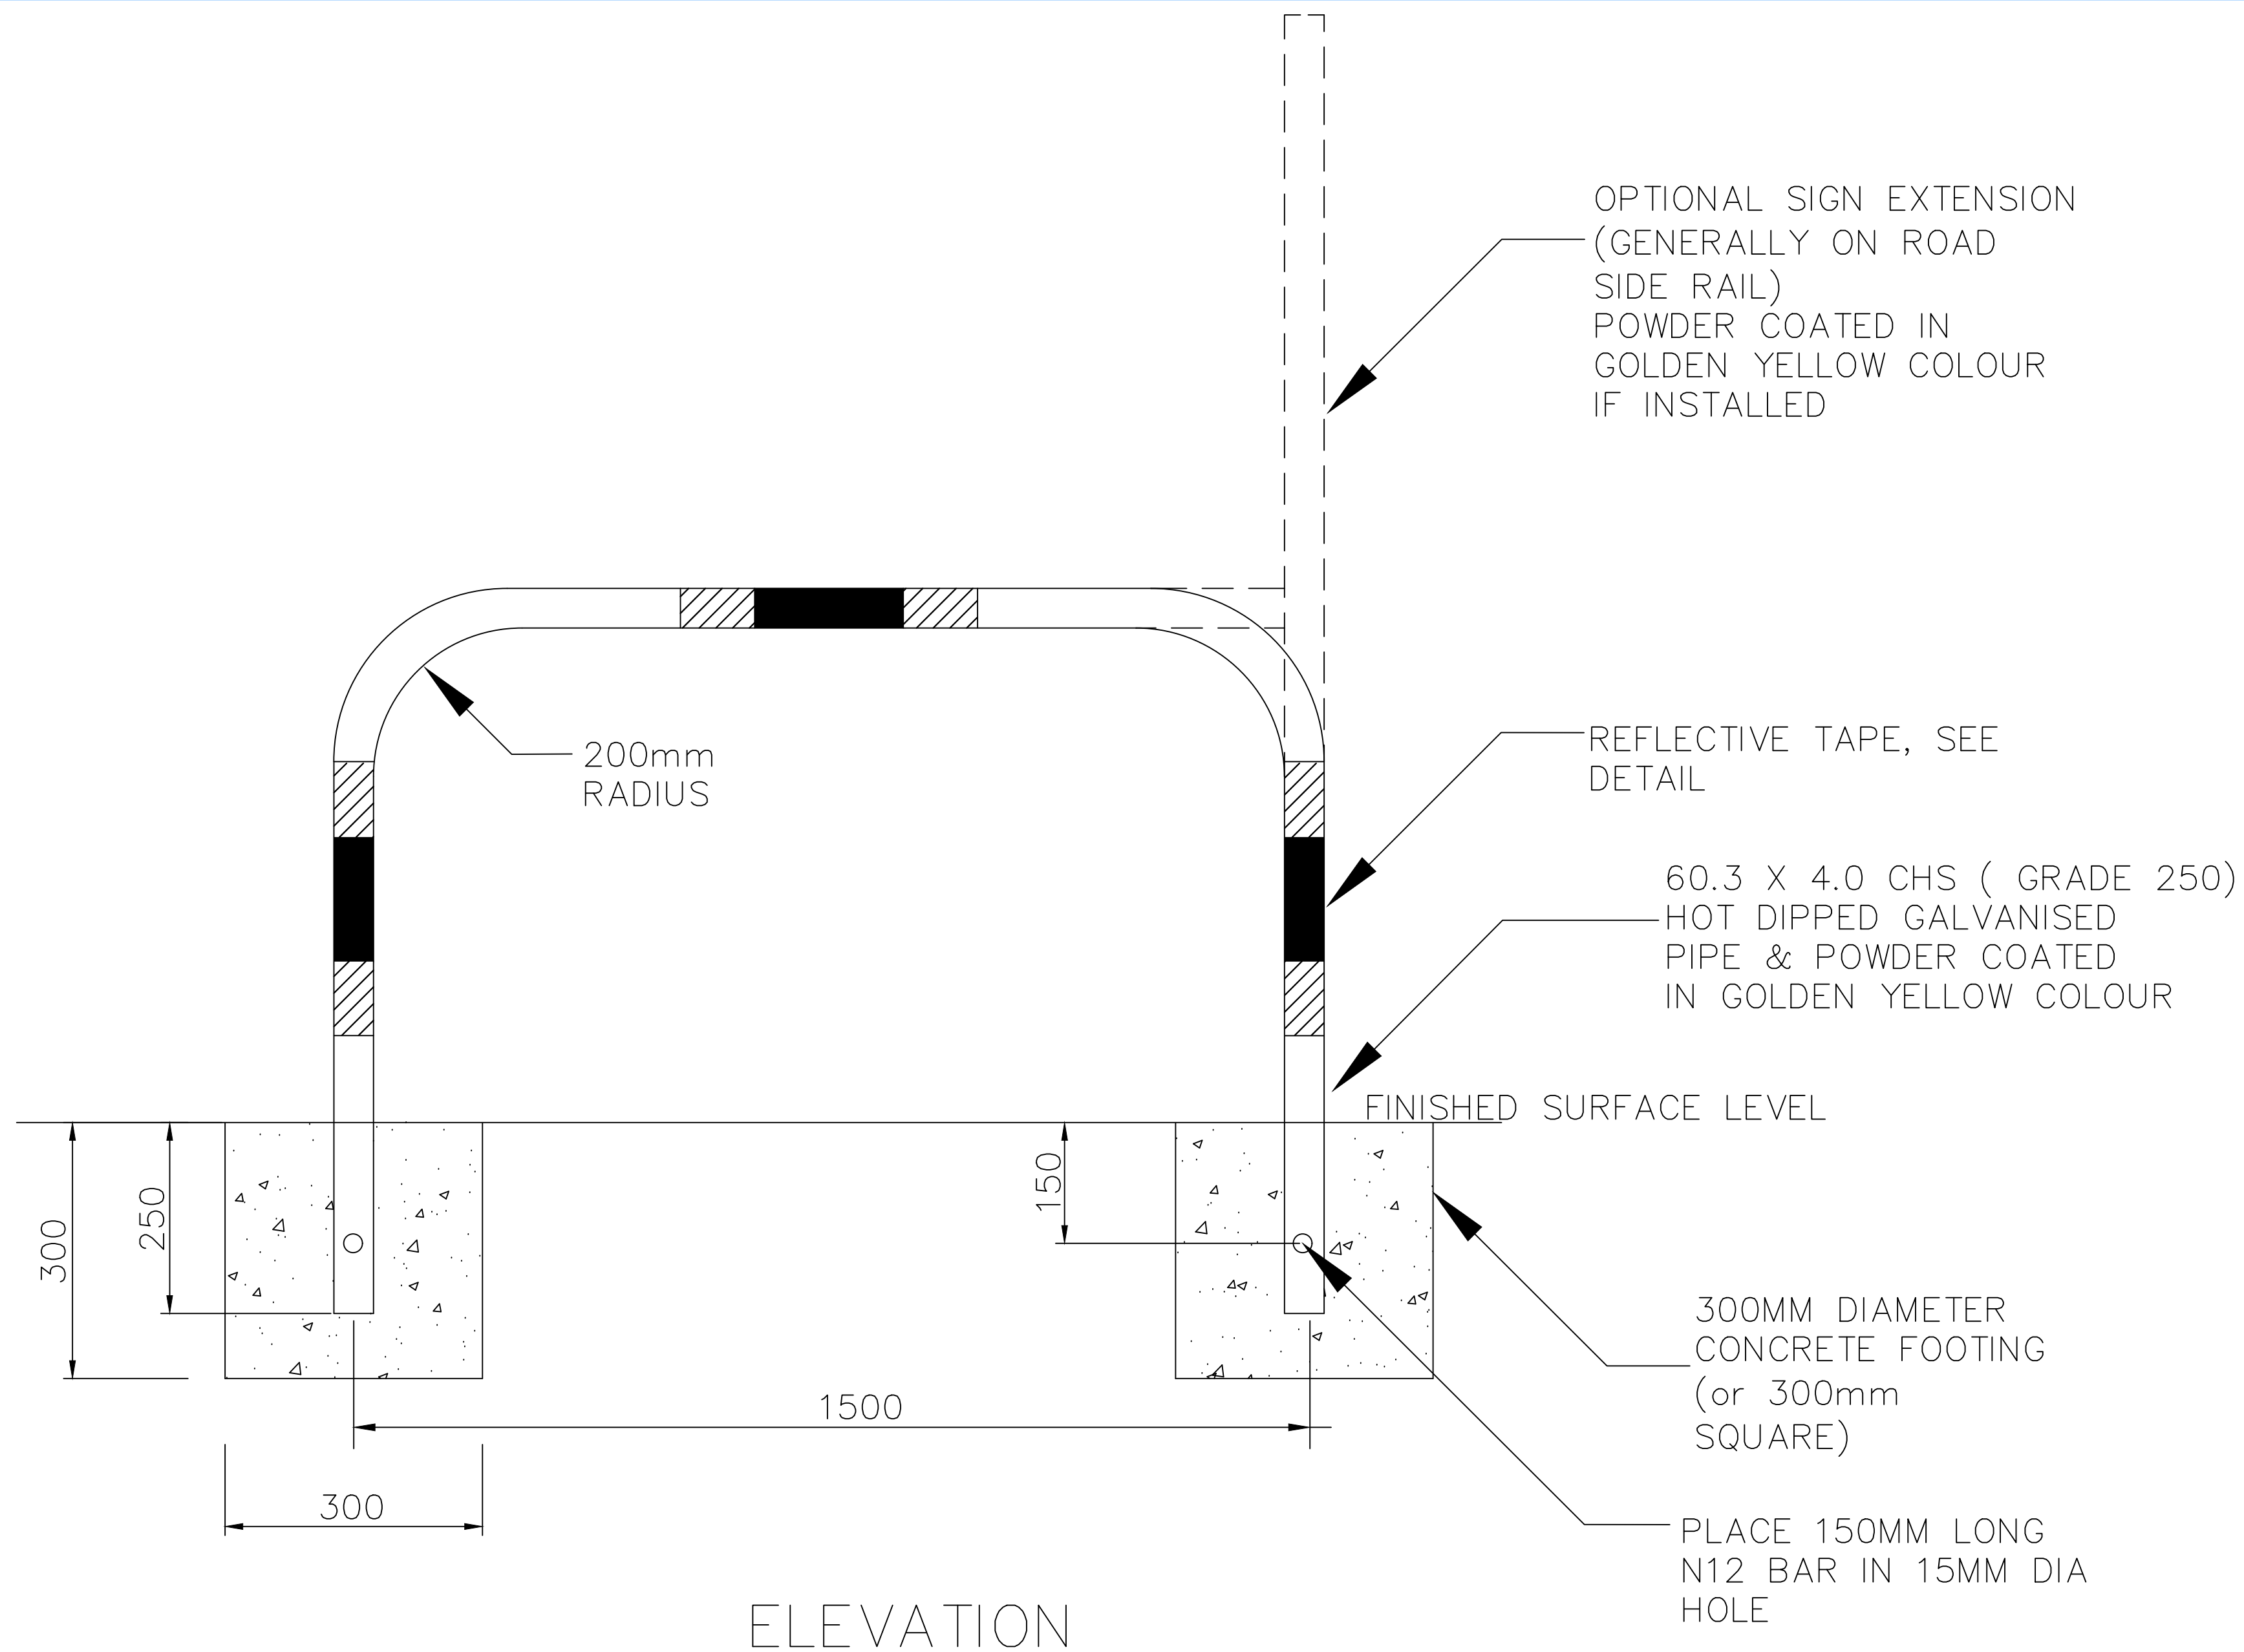 OPTIONAL SIGN EXTENSION
(GENERALLY ON ROAD
SIDE RAIL)
POWDER COATED IN
GOLDEN YELLOW COLOUR
IF INSTALLED
200mm
RADIUS
REFLECTIVE TAPE, SEE
DETAIL
60.3 X 4.0 CHS ( GRADE 250)
HOT DIPPED GALVANISED
PIPE & POWDER COATED
IN GOLDEN YELLOW COLOUR
FINISHED SURFACE LEVEL
300
250
150
300MM DIAMETER
CONCRETE FOOTING
(or 300mm
SQUARE)
1500
300
PLACE 150MM LONG
N12 BAR IN 15MM DIA
HOLE
ELEVATION